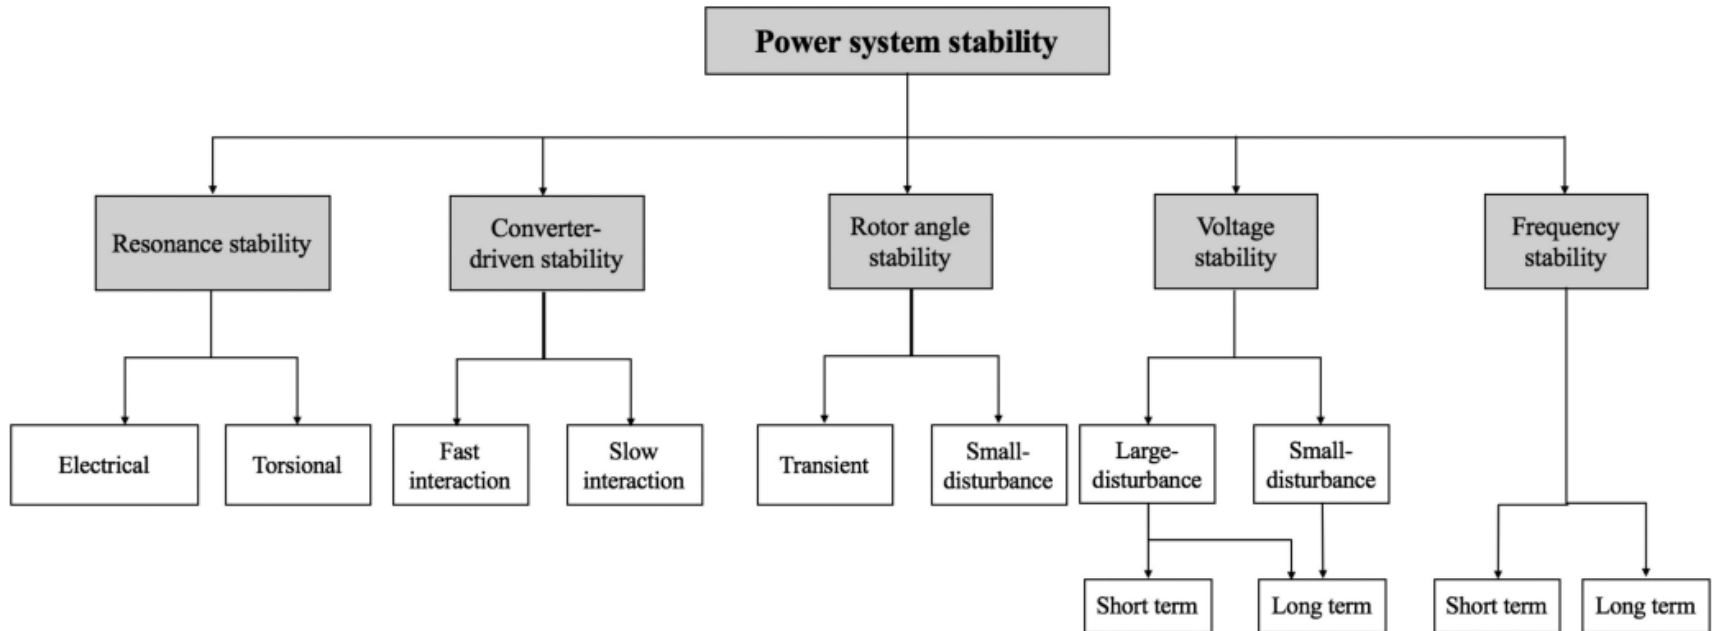 Power system stability
Resonance stability
Converter-
driven stability
Rotor angle
stability
Voltage
stability
Frequency
stability
Electrical
Torsional
Fast
interaction
Slow
interaction
Transient
Small-
disturbance
Large-
disturbance
Small-
disturbance
Short term
Long term
Short term
Long term